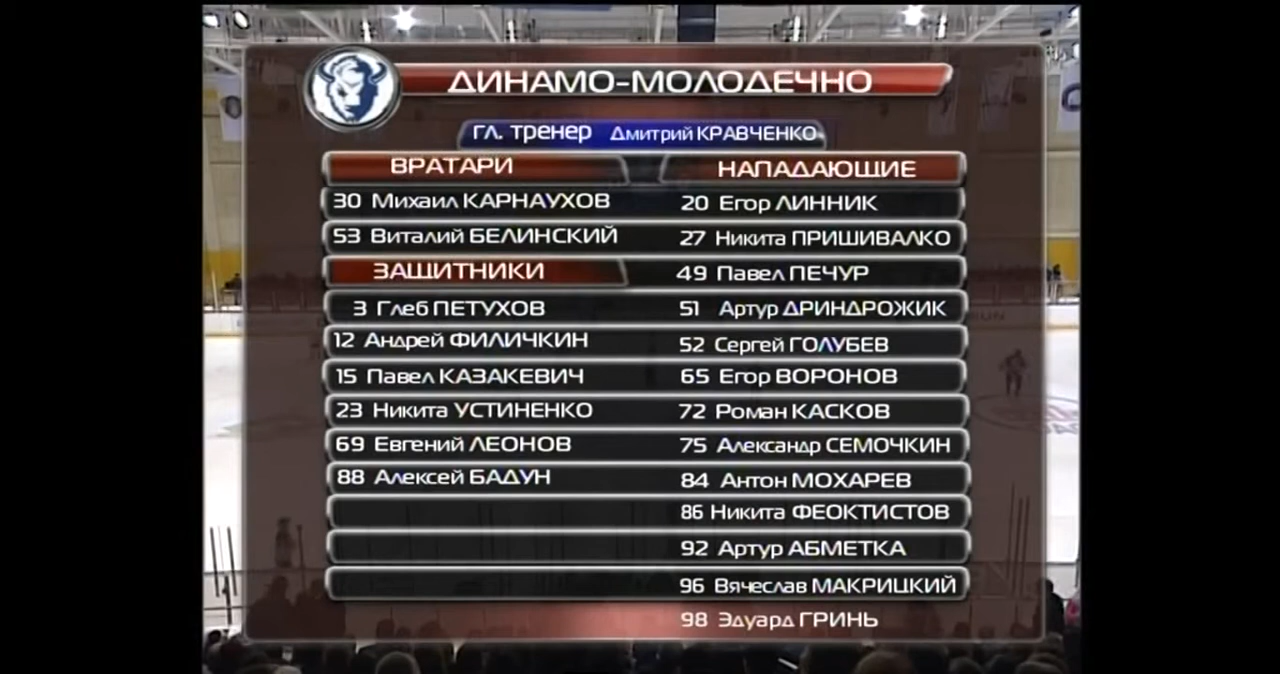 ДИНАМО-МОЛОДЕЧНО
гл. тренер Дмитрий КРАВЧЕНКО
ВРАТАРИ
30 Михаил КАРНАУХОВ
53 Виталий БЕЛИНСКИЙ
ЗАЩИТНИКИ
3 Глеб ПЕТУХОВ
12 Андрей ФИЛИЧКИН
15 Павел КАЗАКЕВИЧ
23 Никита УСТИНЕНКО
69 Евгений ЛЕОНОВ
88 Алексей БАДУН
НАПАДАЮЩИЕ
20 Егор ЛИННИК
27 Никита ПРИШИВАЛКО
49 Павел ПЕЧУР
51 Артур ДРИНДРОЖИК
52 Сергей ГОЛУБЕВ
65 Егор ВОРОНОВ
72 Роман КАСКОВ
75 Александр СЕМОЧКИН
84 Антон МОХАРЕВ
86 Никита ФЕОКТИСТОВ
92 Артур АБМЕТКА
96 Вячеслав МАКРИЦКИЙ
98 Эдуард ГРИНЬ